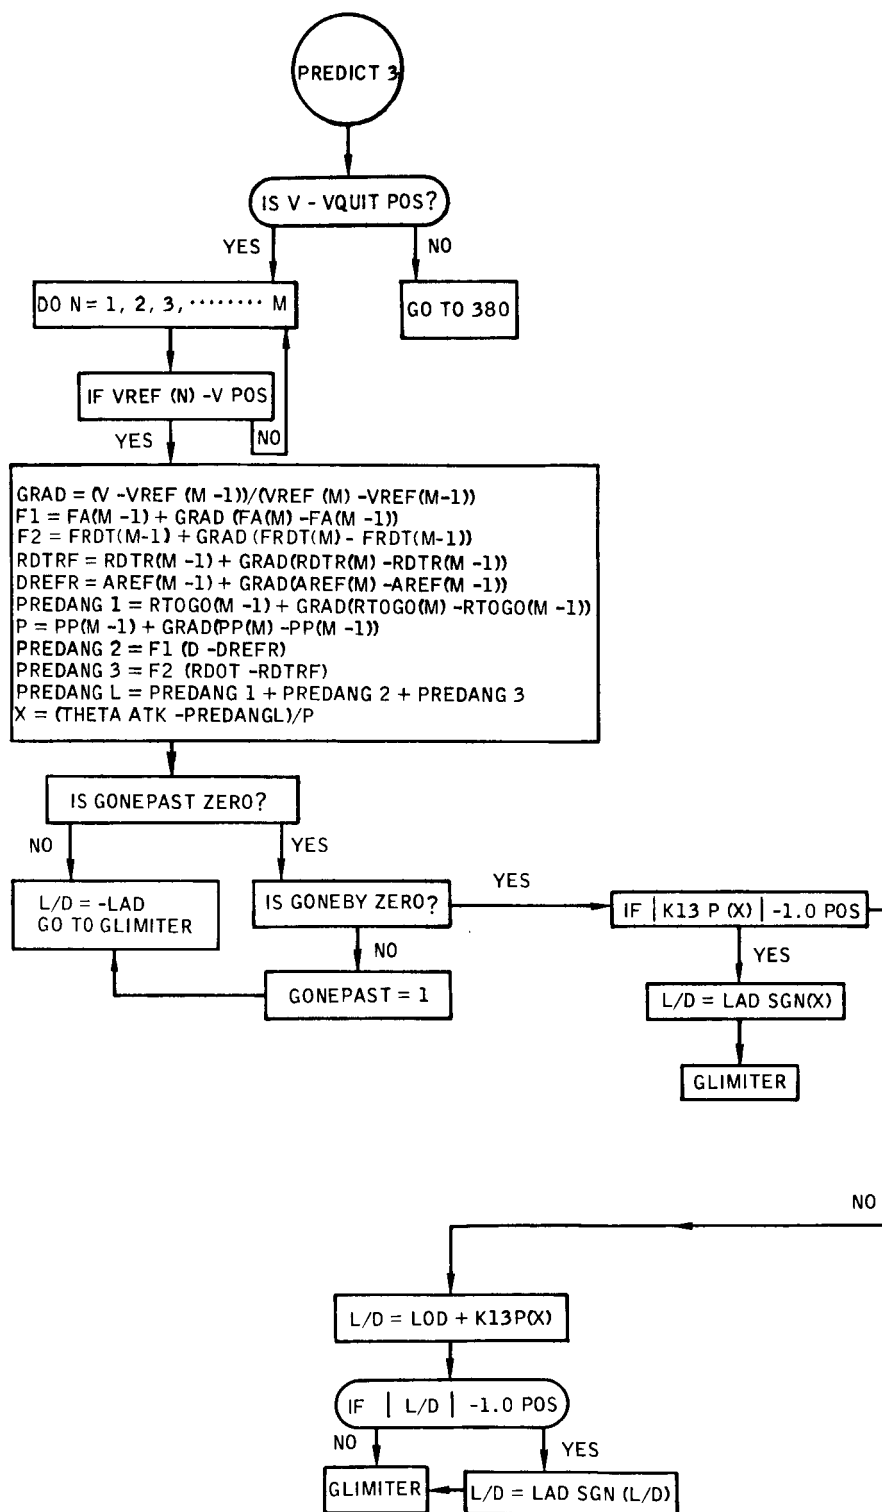 PREDICT 3
IS V - VQUIT POS?
YES
NO
DO N = 1, 2, 3, ········ M
GO TO 380
IF VREF (N) -V POS
YES
NO
GRAD = (V -VREF (M -1))/(VREF (M) -VREF(M-1))
F1 = FA(M -1) + GRAD (FA(M) -FA(M -1))
F2 = FRDT(M-1) + GRAD (FRDT(M) - FRDT(M-1))
RDTRF = RDTR(M -1) + GRAD(RDTR(M) -RDTR(M -1))
DREFR = AREF(M -1) + GRAD(AREF(M) -AREF(M -1))
PREDANG 1 = RTOGO(M -1) + GRAD(RTOGO(M) -RTOGO(M -1))
P = PP(M -1) + GRAD(PP(M) -PP(M -1))
PREDANG 2 = F1 (D -DREFR)
PREDANG 3 = F2 (RDOT -RDTRF)
PREDANG L = PREDANG 1 + PREDANG 2 + PREDANG 3
X = (THETA ATK -PREDANGL)/P
IS GONEPAST ZERO?
NO
YES
L/D = -LAD
GO TO GLIMITER
IS GONEBY ZERO?
YES
IF |K13 P (X)| -1.0 POS
NO
YES
GONEPAST = 1
L/D = LAD SGN(X)
GLIMITER
NO
L/D = LOD + K13P(X)
IF | L/D | -1.0 POS
NO
YES
GLIMITER
L/D = LAD SGN (L/D)